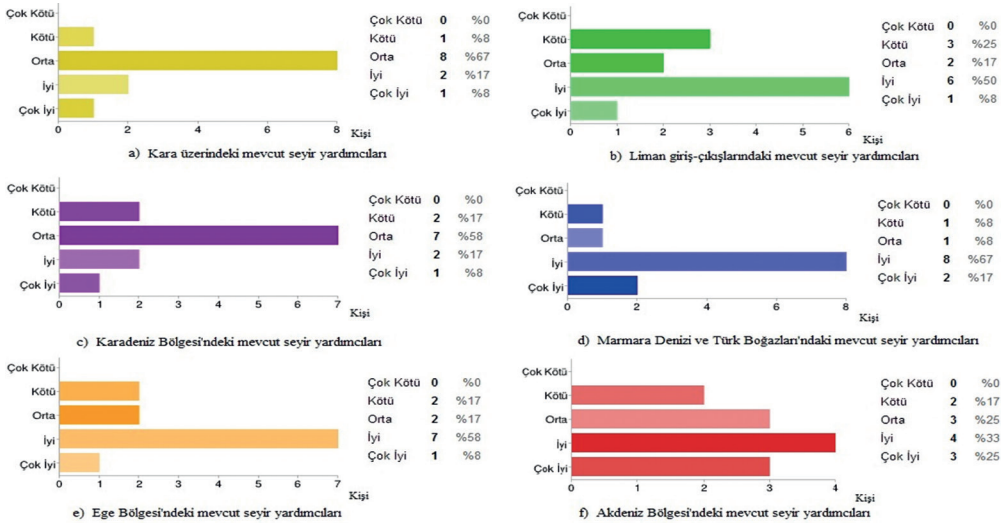 Çok Kötü
Kötü
Orta
İyi
Çok İyi
0 2 4 6 8
Kişi
Çok Kötü 0 %0
Kötü 1 %8
Orta 8 %67
İyi 2 %17
Çok İyi 1 %8
a) Kara üzerindeki mevcut seyir yardımcıları
Çok Kötü
Kötü
Orta
İyi
Çok İyi
0 1 2 3 4 5 6
Kişi
Çok Kötü 0 %0
Kötü 3 %25
Orta 2 %17
İyi 6 %50
Çok İyi 1 %8
b) Liman giriş-çıkışlarındaki mevcut seyir yardımcıları
Çok Kötü
Kötü
Orta
İyi
Çok İyi
0 1 2 3 4 5 6 7
Kişi
Çok Kötü 0 %0
Kötü 2 %17
Orta 7 %58
İyi 2 %17
Çok İyi 1 %8
c) Karadeniz Bölgesi'ndeki mevcut seyir yardımcıları
Çok Kötü
Kötü
Orta
İyi
Çok İyi
0 2 4 6 8
Kişi
Çok Kötü 0 %0
Kötü 1 %8
Orta 1 %8
İyi 8 %67
Çok İyi 2 %17
d) Marmara Denizi ve Türk Boğazları'ndaki mevcut seyir yardımcıları
Çok Kötü
Kötü
Orta
İyi
Çok İyi
0 1 2 3 4 5 6 7
Kişi
Çok Kötü 0 %0
Kötü 2 %17
Orta 2 %17
İyi 7 %58
Çok İyi 1 %8
e) Ege Bölgesi'ndeki mevcut seyir yardımcıları
Çok Kötü
Kötü
Orta
İyi
Çok İyi
0 1 2 3 4
Kişi
Çok Kötü 0 %0
Kötü 2 %17
Orta 3 %25
İyi 4 %33
Çok İyi 3 %25
f) Akdeniz Bölgesi'ndeki mevcut seyir yardımcıları